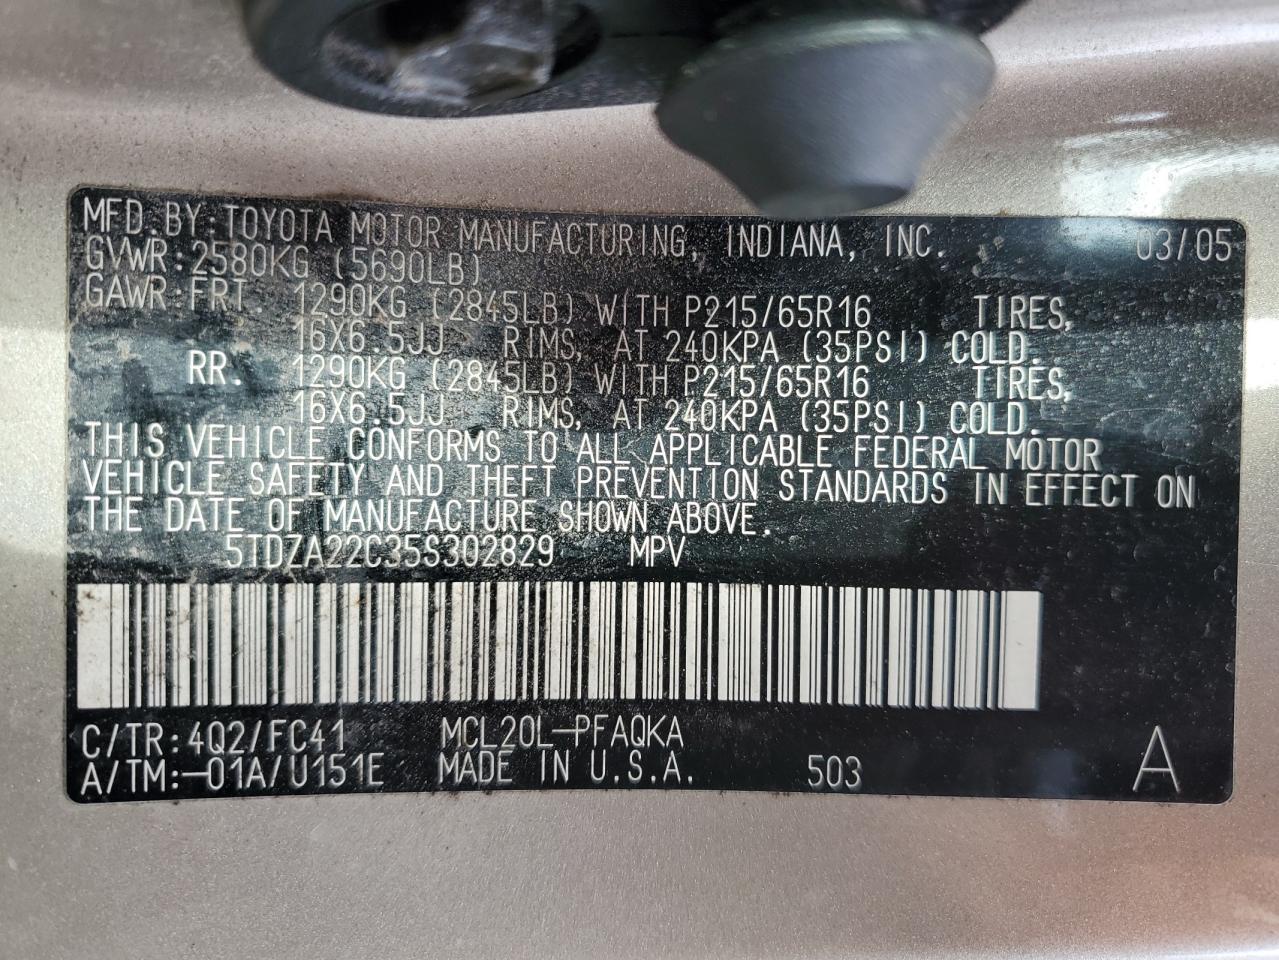 MFD. BY: TOYOTA MOTOR MANUFACTURING, INDIANA, INC. 03/05
GVWR: 2580KG (5690LB)
GAWR: FRT. 1290KG (2845LB) WITH P215/65R16 TIRES,
16X6.5JJ RIMS, AT 240KPA (35PSI) COLD.
RR. 1290KG (2845LB) WITH P215/65R16 TIRES,
16X6.5JJ RIMS, AT 240KPA (35PSI) COLD.
THIS VEHICLE CONFORMS TO ALL APPLICABLE FEDERAL MOTOR
VEHICLE SAFETY AND THEFT PREVENTION STANDARDS IN EFFECT ON
THE DATE OF MANUFACTURE SHOWN ABOVE.
5TDZA22C35S302829 MPV
C/TR: 4Q2/FC41 MCL20L-PFAQKA
A/TM:-01A/U151E MADE IN U.S.A. 503 A